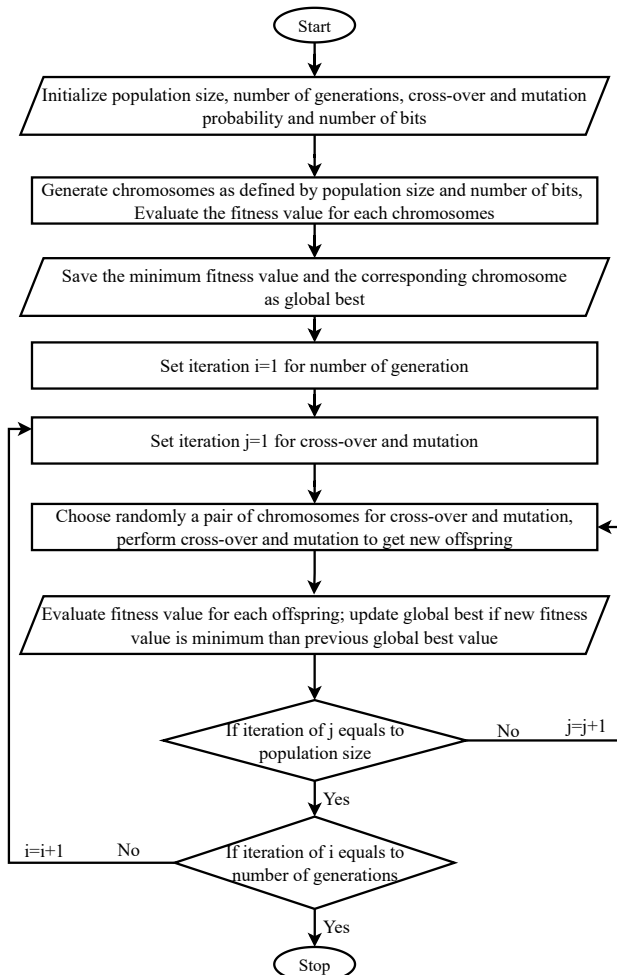 Start
Initialize population size, number of generations, cross-over and mutation
probability and number of bits
Generate chromosomes as defined by population size and number of bits,
Evaluate the fitness value for each chromosomes
Save the minimum fitness value and the corresponding chromosome
as global best
Set iteration i=1 for number of generation
Set iteration j=1 for cross-over and mutation
Choose randomly a pair of chromosomes for cross-over and mutation,
perform cross-over and mutation to get new offspring
Evaluate fitness value for each offspring; update global best if new fitness
value is minimum than previous global best value
If iteration of j equals to
population size
No
j=j+1
Yes
If iteration of i equals to
number of generations
No
i=i+1
Yes
Stop